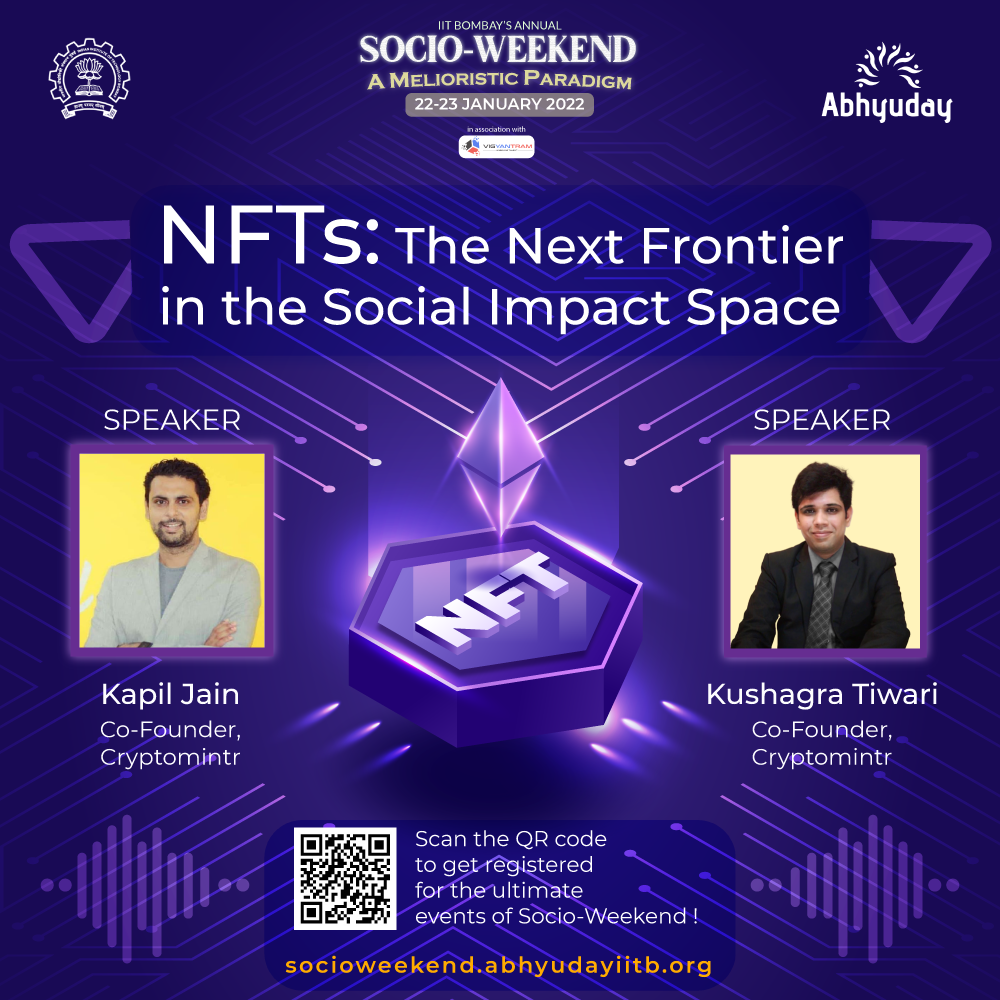 IIT BOMBAY'S ANNUAL
SOCIO-WEEKEND
A MELIORISTIC PARADIGM
22-23 JANUARY 2022
in association with
VIGYANTRAM
Abhyuday
NFTs: The Next Frontier
in the Social Impact Space
SPEAKER
SPEAKER
NFT
Kapil Jain
Co-Founder,
Cryptomintr
Kushagra Tiwari
Co-Founder,
Cryptomintr
Scan the QR code
to get registered
for the ultimate
events of Socio-Weekend !
socioweekend.abhyudayiitb.org